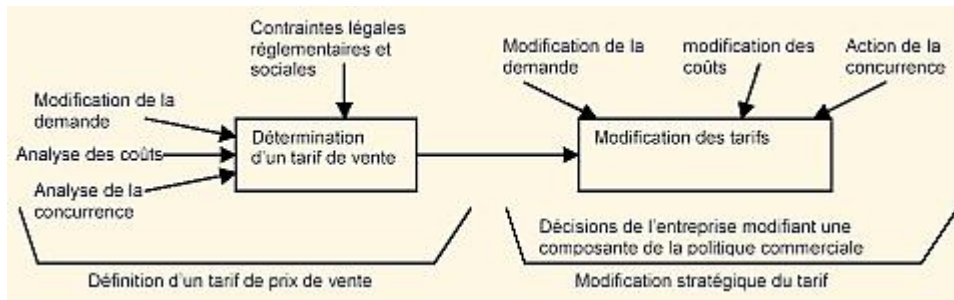 Contraintes légales
réglementaires et
sociales
Modification de la
demande
Analyse des coûts
Analyse de la
concurrence
Détermination
d'un tarif de vente
Définition d'un tarif de prix de vente
Modification de la
demande
modification des
coûts
Action de la
concurrence
Modification des tarifs
Décisions de l'entreprise modifiant une
composante de la politique commerciale
Modification stratégique du tarif